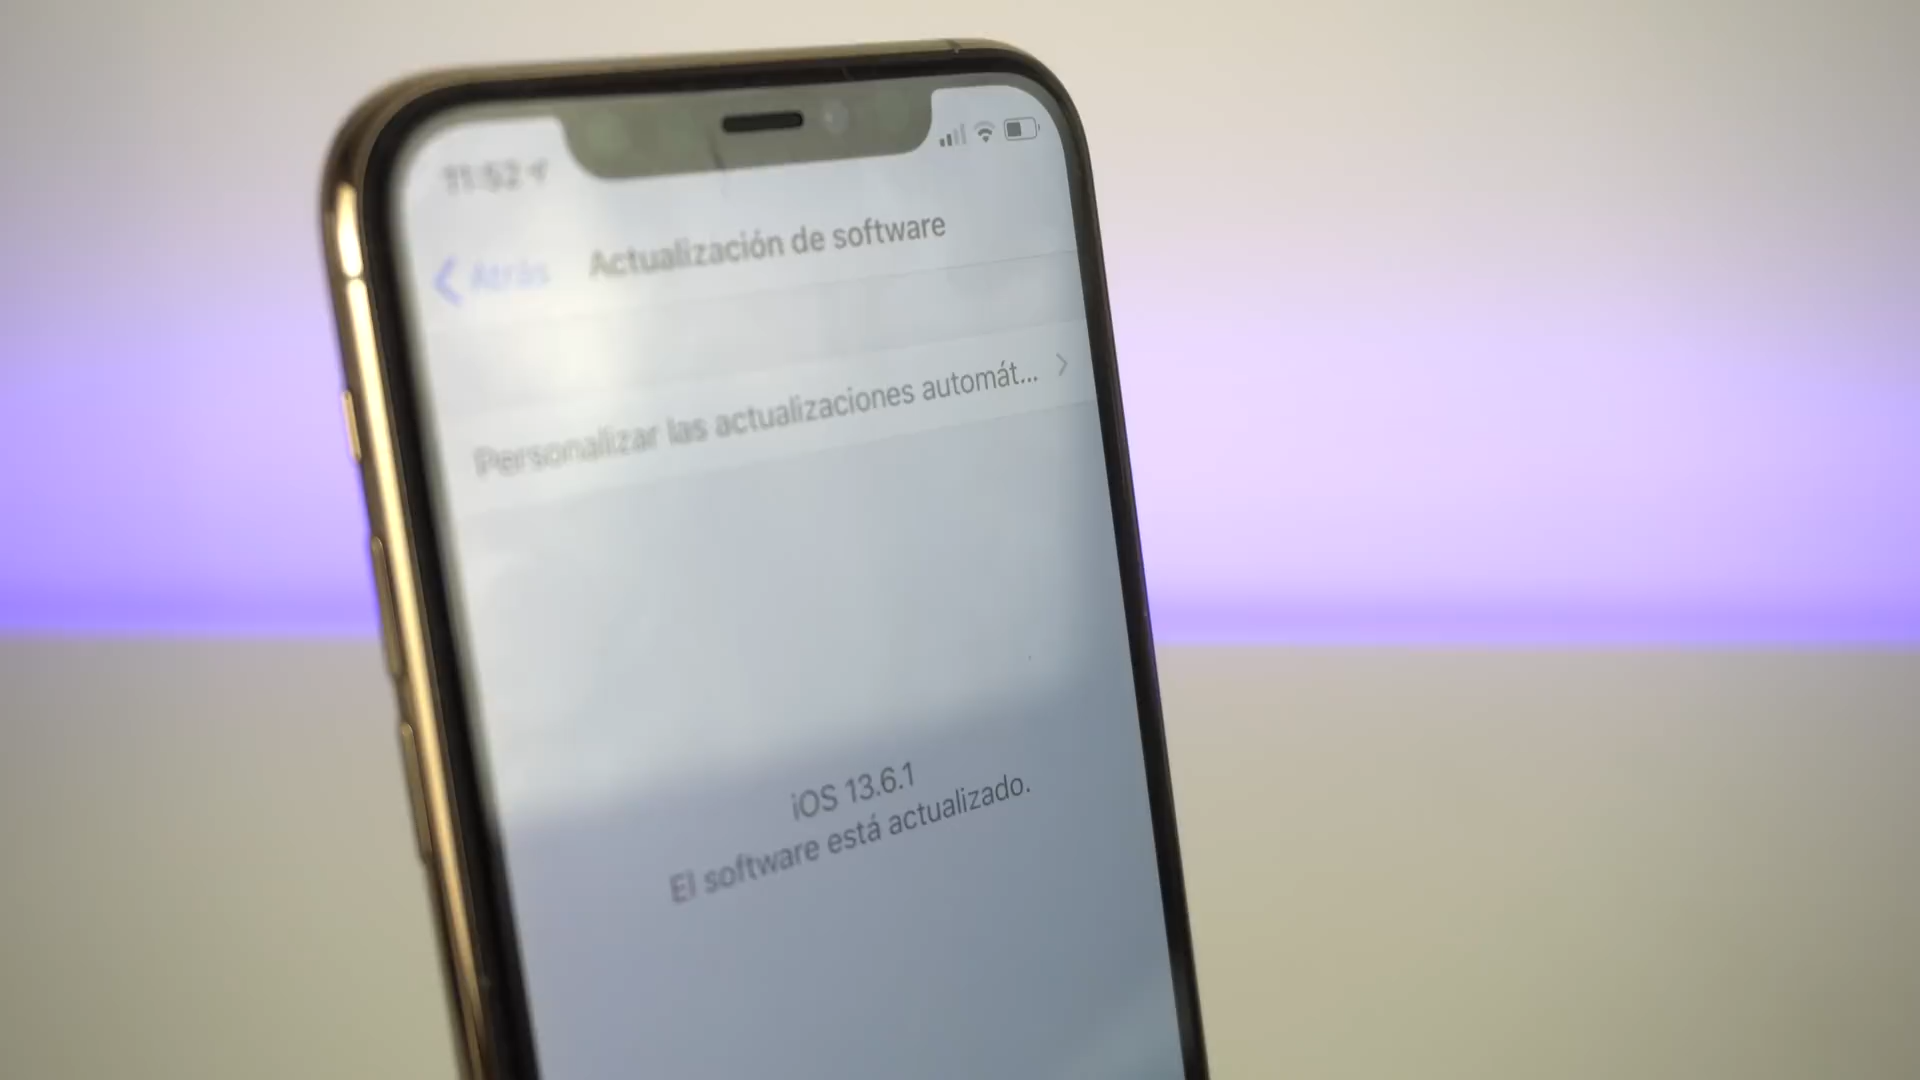 11:52
Atrás
Actualización de software
Personalizar las actualizaciones automát...
iOS 13.6.1
El software está actualizado.